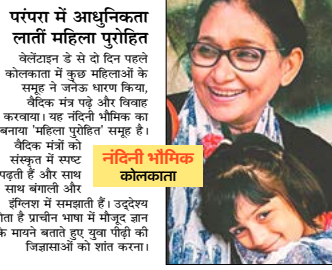 परंपरा में आधुनिकता
लातीं महिला पुरोहित
वेलेंटाइन डे से दो दिन पहले
कोलकाता में कुछ महिलाओं के
समूह ने जनेऊ धारण किया,
वैदिक मंत्र पढ़े और विवाह
करवाया। यह नंदिनी भौमिक का
बनाया 'महिला पुरोहित' समूह है।
वैदिक मंत्रों को
संस्कृत में स्पष्ट
पढ़ती हैं और साथ
साथ बंगाली और
इंग्लिश में समझाती हैं। उद्देश्य
होता है प्राचीन भाषा में मौजूद ज्ञान
के मायने बताते हुए युवा पीढ़ी की
जिज्ञासाओं को शांत करना।
नंदिनी भौमिक
कोलकाता